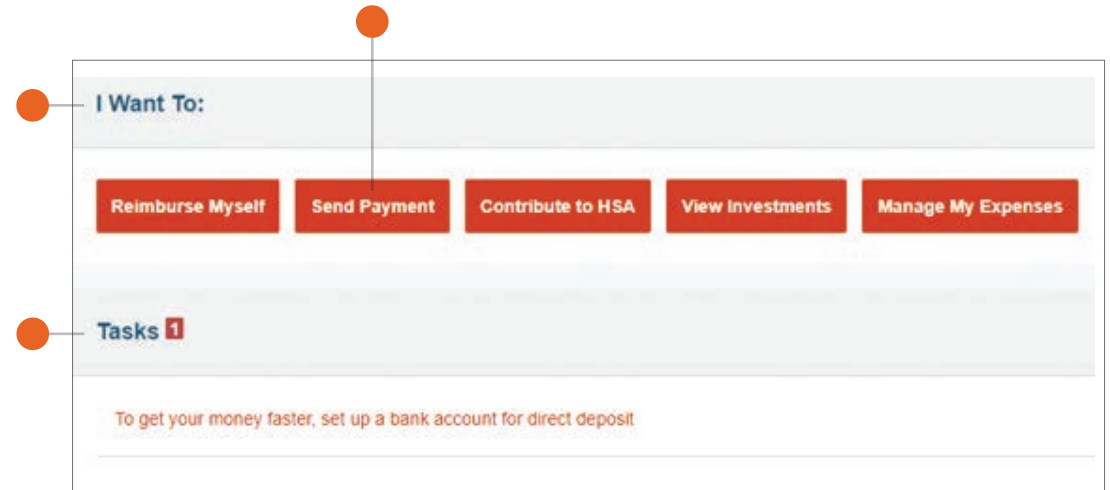 I Want To:
Reimburse Myself Send Payment Contribute to HSA View Investments Manage My Expenses
Tasks 1
To get your money faster, set up a bank account for direct deposit